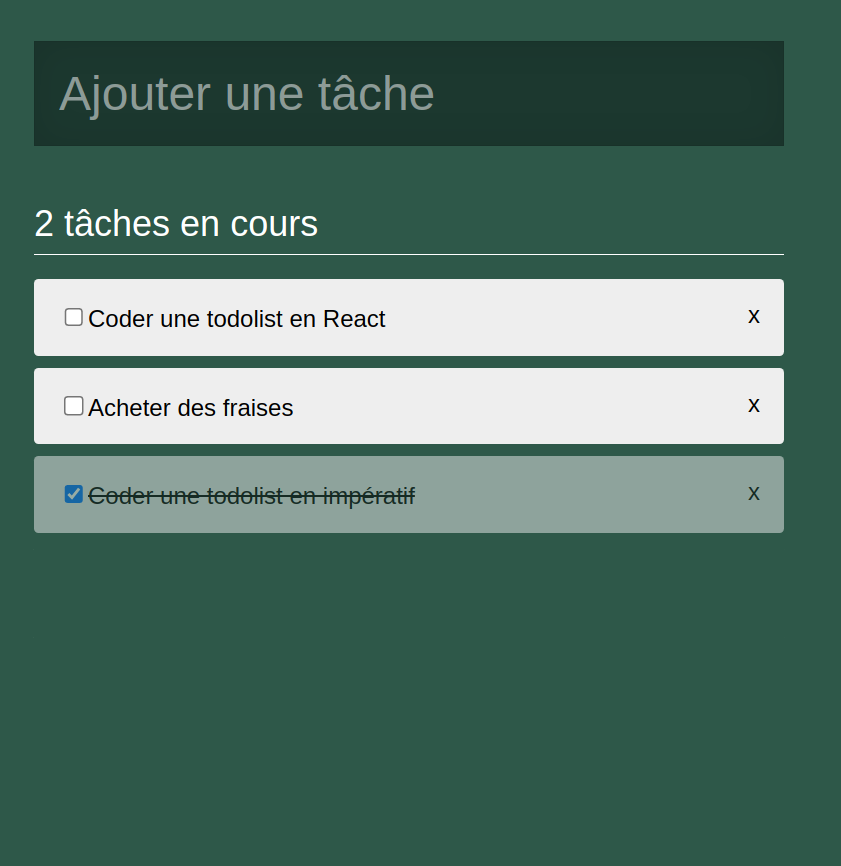 Ajouter une tâche
2 tâches en cours
Coder une todolist en React x
Acheter des fraises x
Coder une todolist en impératif x